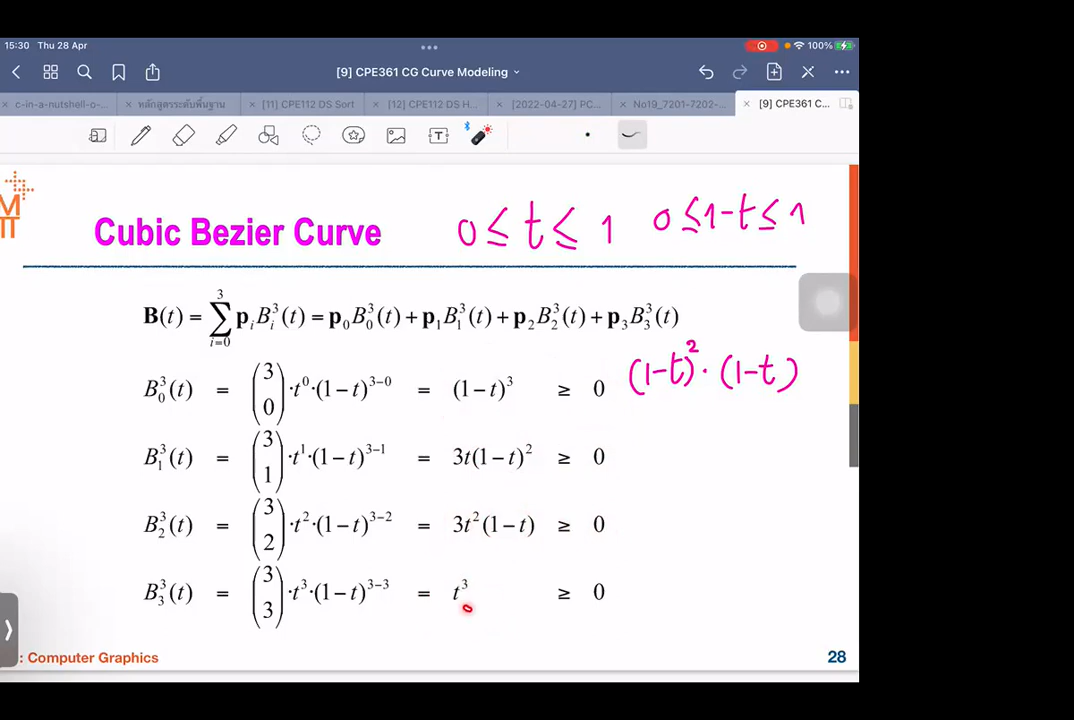 15:30 Thu 28 Apr
100%
[9] CPE361 CG Curve Modeling
c-in-a-nutshell-o-...
หลักสูตรระดับพื้นฐาน
[11] CPE112 DS Sort
[12] CPE112 DS H...
[2022-04-27] PC...
No19_7201-7202-...
[9] CPE361 C...
Cubic Bezier Curve 0 ≤ t ≤ 1 0 ≤ 1-t ≤ 1
B(t) = ∑_{i=0}^{3} p_i B_i^3(t) = p_0 B_0^3(t) + p_1 B_1^3(t) + p_2 B_2^3(t) + p_3 B_3^3(t)
B_0^3(t) = (3 0) · t^0 · (1 − t)^{3−0} = (1 − t)^3 ≥ 0 (1-t)^2 · (1-t)
B_1^3(t) = (3 1) · t^1 · (1 − t)^{3−1} = 3t(1 − t)^2 ≥ 0
B_2^3(t) = (3 2) · t^2 · (1 − t)^{3−2} = 3t^2(1 − t) ≥ 0
B_3^3(t) = (3 3) · t^3 · (1 − t)^{3−3} = t^3 ≥ 0
: Computer Graphics 28